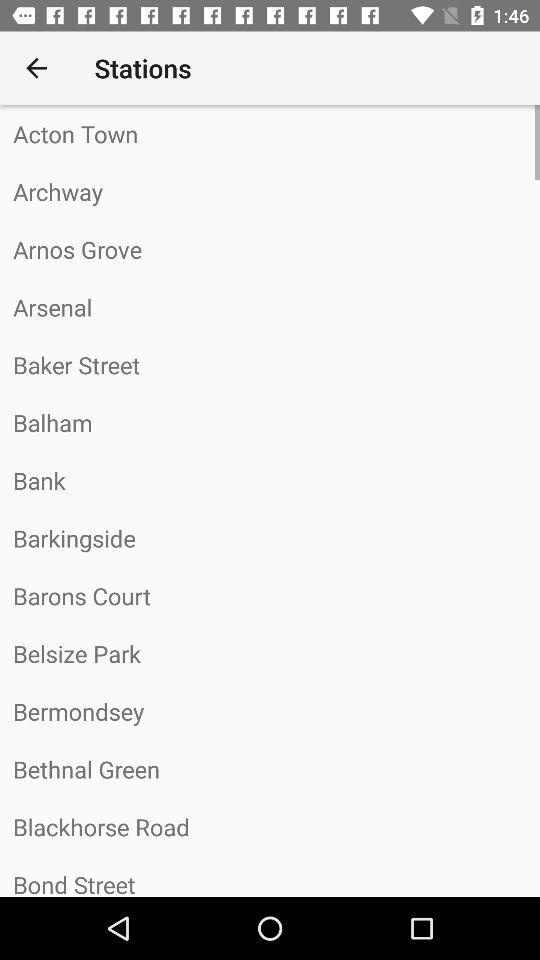 1:46
Stations
Acton Town
Archway
Arnos Grove
Arsenal
Baker Street
Balham
Bank
Barkingside
Barons Court
Belsize Park
Bermondsey
Bethnal Green
Blackhorse Road
Bond Street